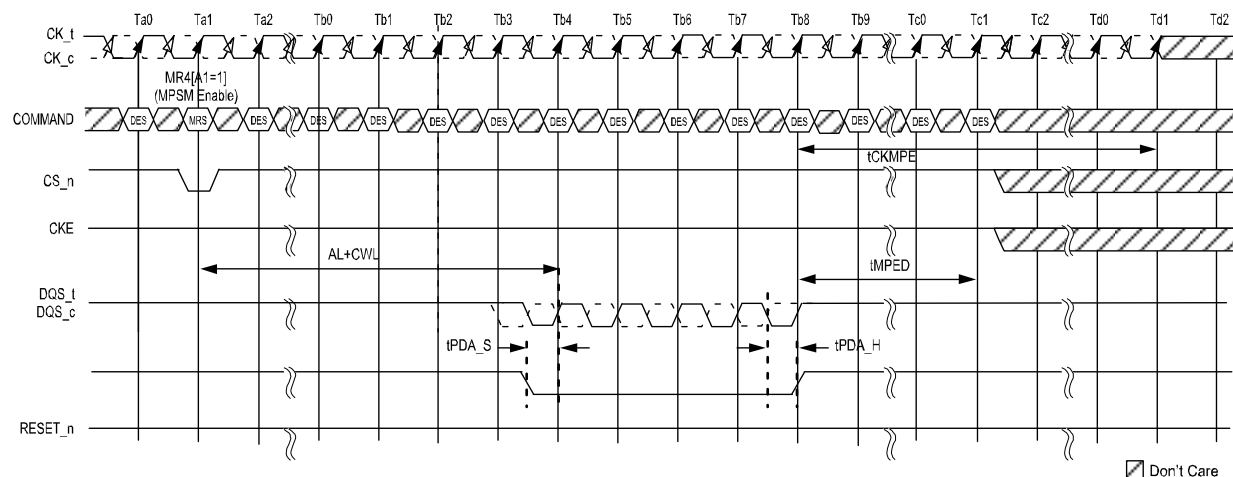 Ta0 Ta1 Ta2 Tb0 Tb1 Tb2 Tb3 Tb4 Tb5 Tb6 Tb7 Tb8 Tb9 Tc0 Tc1 Tc2 Td0 Td1 Td2
CK_t
CK_c
MR4[A1=1]
(MPSM Enable)
COMMAND DES MRS DES DES DES DES DES DES DES DES DES DES DES DES DES
tCKMPE
CS_n
CKE
AL+CWL
tMPED
DQS_t
DQS_c
tPDA_S tPDA_H
RESET_n
Don't Care